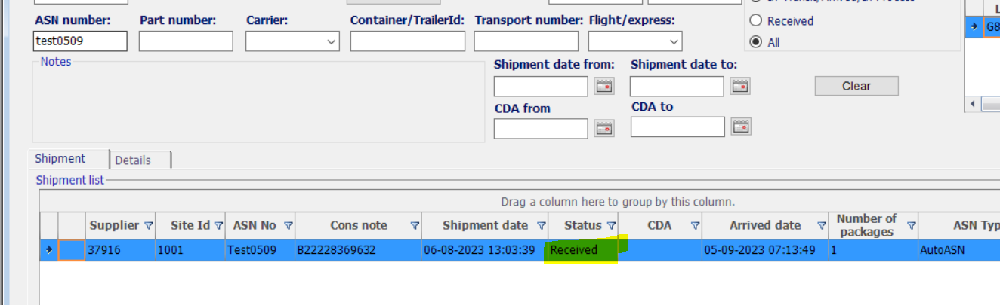 ASN number: Part number: Carrier: Container/TrailerId: Transport number: Flight/express:
Received
G8
test0509
All
Notes
Shipment date from: Shipment date to:
Clear
CDA from CDA to
Shipment Details
Shipment list
Drag a column here to group by this column.
Supplier Site Id ASN No Cons note Shipment date Status CDA Arrived date Number of packages ASN Typ
37916 1001 Test0509 B22228369632 06-08-2023 13:03:39 Received 05-09-2023 07:13:49 1 AutoASN